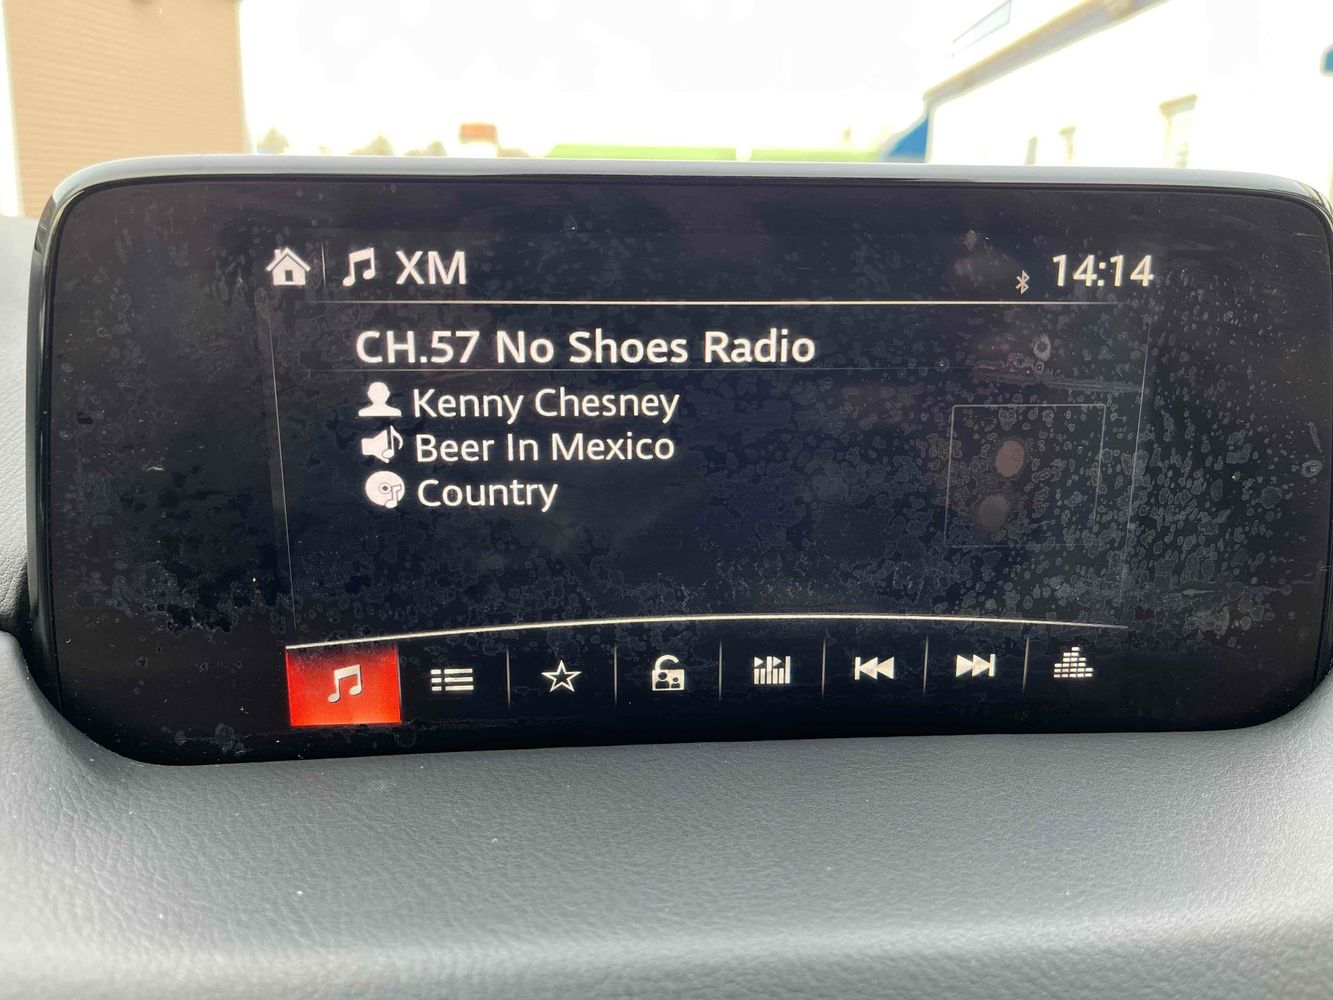 XM
14:14
CH.57 No Shoes Radio
Kenny Chesney
Beer In Mexico
Country